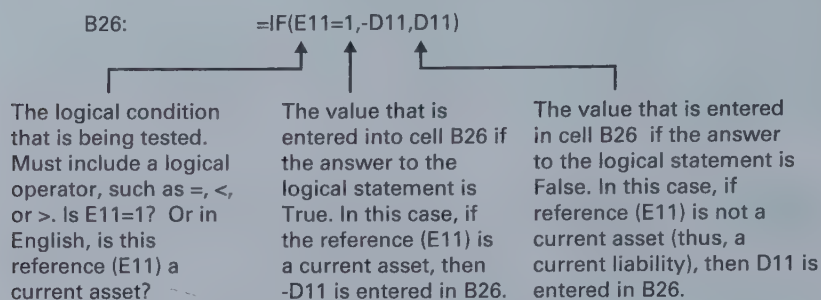 B26: =IF(E11=1,-D11,D11)
The logical condition
that is being tested.
Must include a logical
operator, such as =, <,
or >. Is E11=1? Or in
English, is this
reference (E11) a
current asset?
The value that is
entered into cell B26 if
the answer to the
logical statement is
True. In this case, if
the reference (E11) is
a current asset, then
-D11 is entered in B26.
The value that is entered
in cell B26 if the answer
to the logical statement is
False. In this case, if
reference (E11) is not a
current asset (thus, a
current liability), then D11 is
entered in B26.